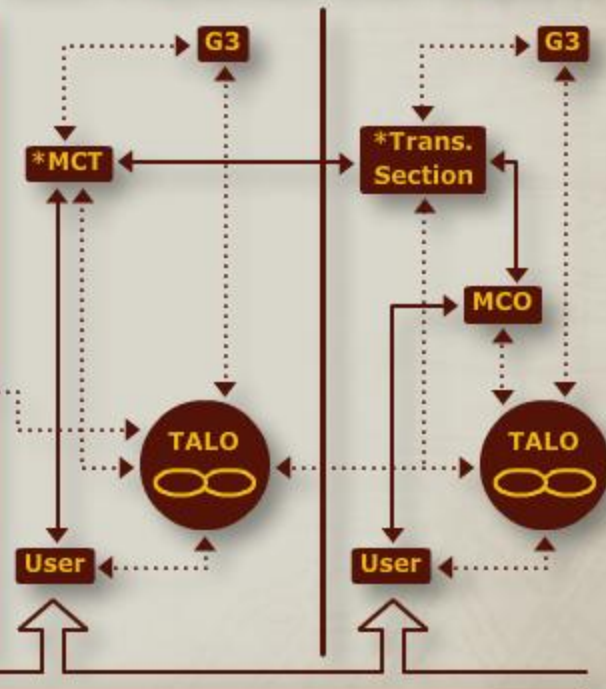 G3
*MCT
TALO
User
G3
*Trans.
Section
MCO
TALO
User